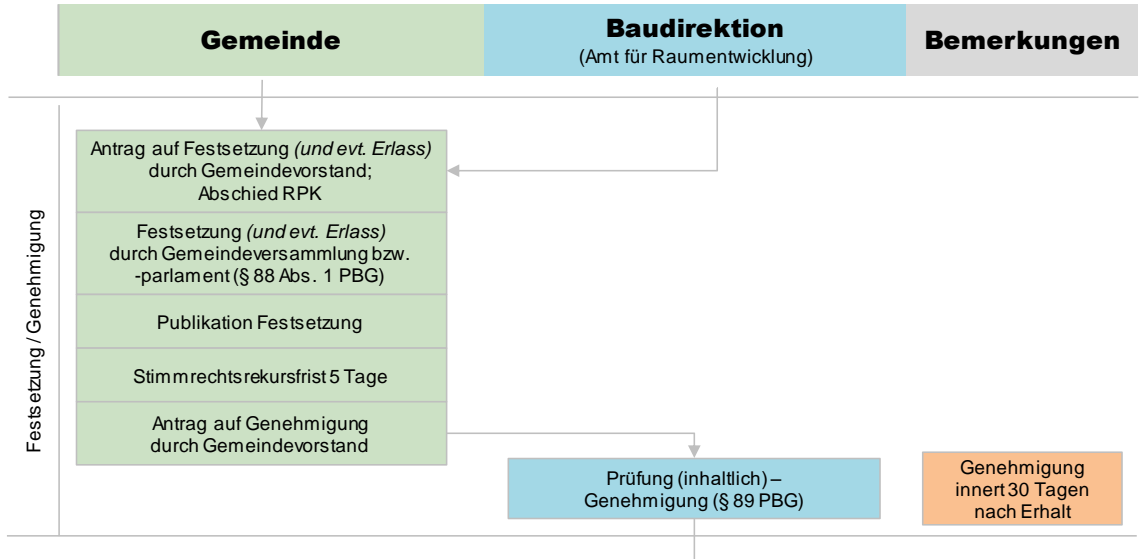 Gemeinde
Baudirektion
(Amt für Raumentwicklung)
Bemerkungen
Festsetzung / Genehmigung
Antrag auf Festsetzung (und evt. Erlass)
durch Gemeindevorstand;
Abschied RPK
Festsetzung (und evt. Erlass)
durch Gemeindeversammlung bzw.
-parlament (§ 88 Abs. 1 PBG)
Publikation Festsetzung
Stimmrechtsrekursfrist 5 Tage
Antrag auf Genehmigung
durch Gemeindevorstand
Prüfung (inhaltlich) –
Genehmigung (§ 89 PBG)
Genehmigung
innert 30 Tagen
nach Erhalt